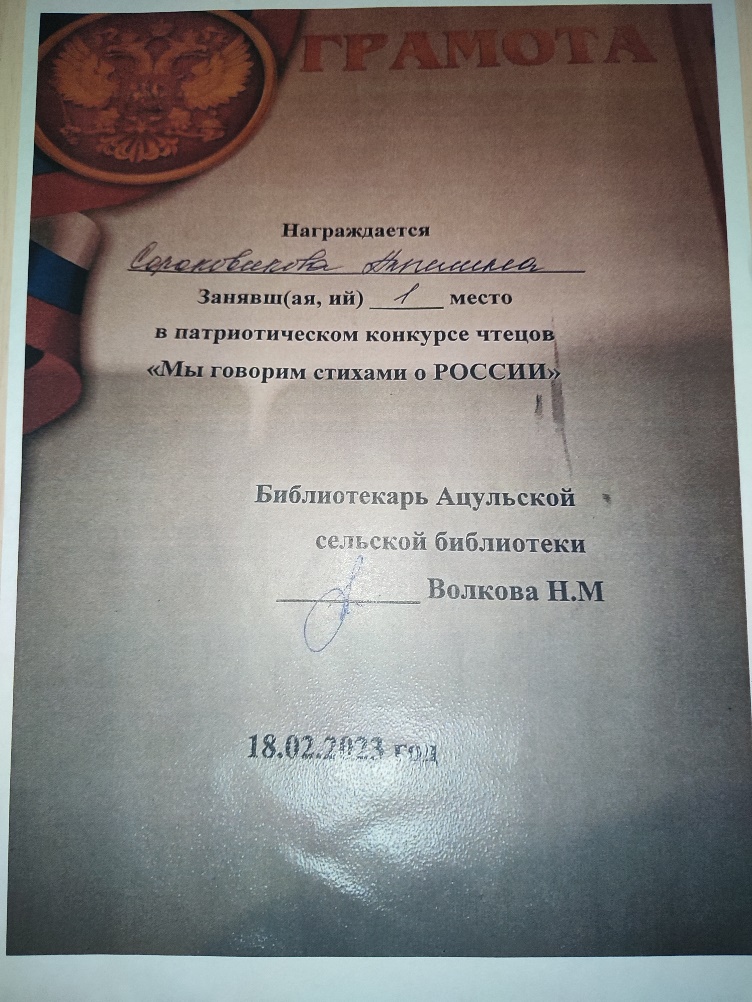 ГРАМОТА
Награждается
Сороковикова
Занявш(ая, ий) 1 место
в патриотическом конкурсе чтецов
«Мы говорим стихами о РОССИИ»
Библиотекарь Ацульской
сельской библиотеки
Волкова Н.М
18.02.2023 год